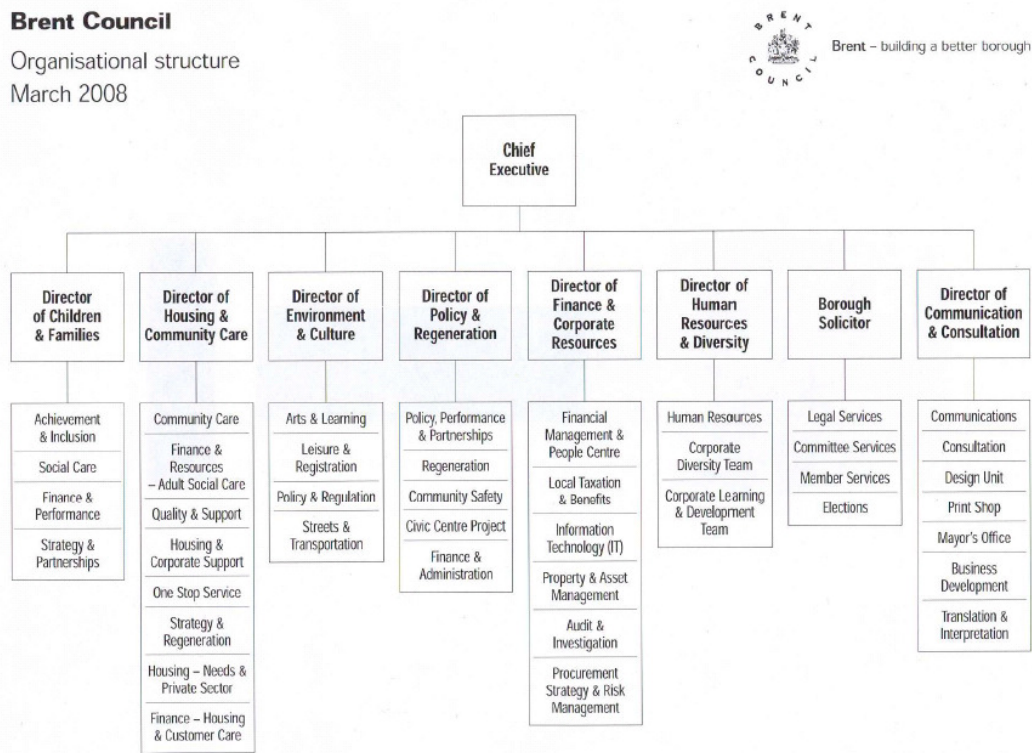 Brent Council
Organisational structure
March 2008
BRENT
COUNCIL
Brent – building a better borough
Chief
Executive
Director
of Children
& Families
Director of
Housing &
Community Care
Director of
Environment
& Culture
Director of
Policy &
Regeneration
Director of
Finance &
Corporate
Resources
Director of
Human
Resources
& Diversity
Borough
Solicitor
Director of
Communication
& Consultation
Achievement
& Inclusion
Social Care
Finance &
Performance
Strategy &
Partnerships
Community Care
Finance &
Resources
– Adult Social Care
Quality & Support
Housing &
Corporate Support
One Stop Service
Strategy &
Regeneration
Housing – Needs &
Private Sector
Finance – Housing
& Customer Care
Arts & Learning
Leisure &
Registration
Policy & Regulation
Streets &
Transportation
Policy, Performance
& Partnerships
Regeneration
Community Safety
Civic Centre Project
Finance &
Administration
Financial
Management &
People Centre
Local Taxation
& Benefits
Information
Technology (IT)
Property & Asset
Management
Audit &
Investigation
Procurement
Strategy & Risk
Management
Human Resources
Corporate
Diversity Team
Corporate Learning
& Development
Team
Legal Services
Committee Services
Member Services
Elections
Communications
Consultation
Design Unit
Print Shop
Mayor's Office
Business
Development
Translation &
Interpretation